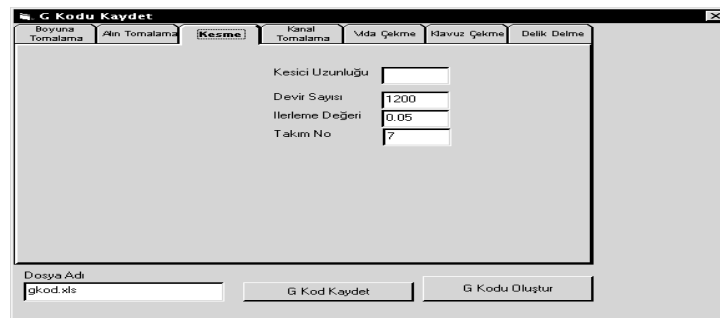 G Kodu Kaydet
Boyuna Tornalama
Alın Tornalama
Kesme
Kanal Tornalama
Vida Çekme
Klavuz Çekme
Delik Delme
Kesici Uzunluğu
Devir Sayısı 1200
Ilerleme Değeri 0.05
Takım No 7
Dosya Adı
gkod.xls
G Kod Kaydet
G Kodu Oluştur